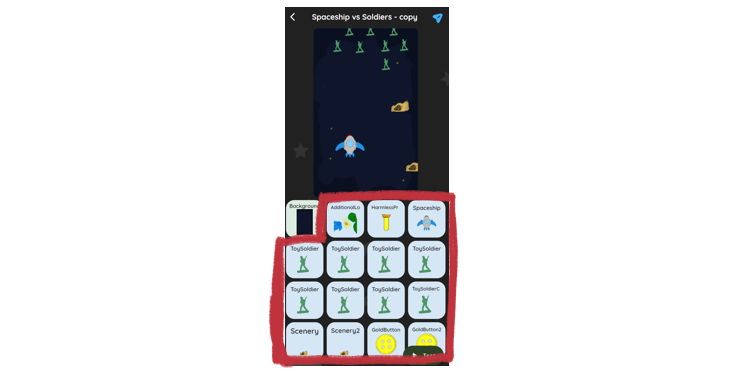 Spaceship vs Soldiers - copy
Backgroun
AdditionalLo
HarmlessPr
Spaceship
ToySoldier
ToySoldier
ToySoldier
ToySoldier
ToySoldier
ToySoldier
ToySoldier
ToySoldierC
Scenery
Scenery2
GoldButton
GoldButton2